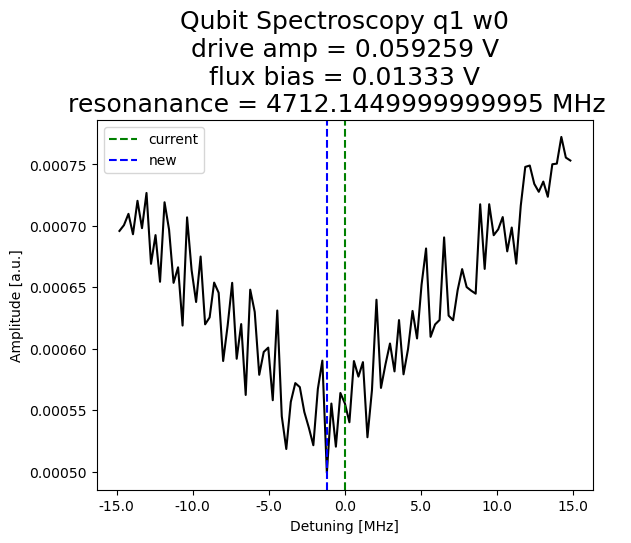 Qubit Spectroscopy q1 w0
drive amp = 0.059259 V
flux bias = 0.01333 V
resonanance = 4712.1449999999995 MHz
current
new
0.00075
0.00070
0.00065
0.00060
0.00055
0.00050
Amplitude [a.u.]
-15.0 -10.0 -5.0 0.0 5.0 10.0 15.0
Detuning [MHz]